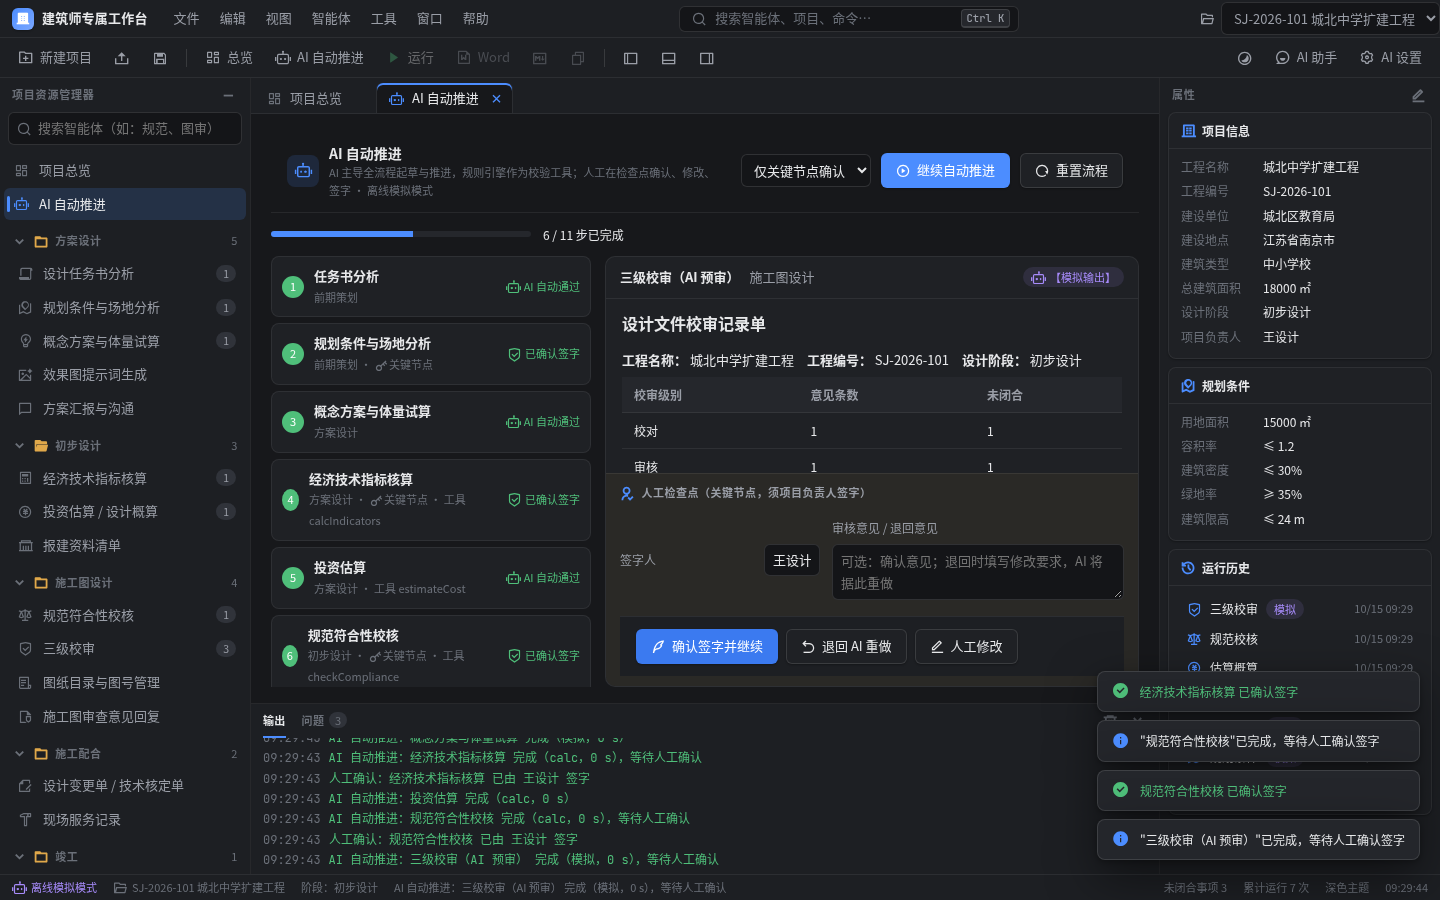 建筑师专属工作台 文件 编辑 视图 智能体 工具 窗口 帮助 搜索智能体、项目、命令… Ctrl K SJ-2026-101 城北中学扩建工程
新建项目 总览 AI 自动推进 运行 Word AI 助手 AI 设置
项目资源管理器
搜索智能体（如：规范、图审）
项目总览
AI 自动推进
方案设计 5
设计任务书分析 1
规划条件与场地分析 1
概念方案与体量试算 1
效果图提示词生成
方案汇报与沟通
初步设计 3
经济技术指标核算 1
投资估算 / 设计概算 1
报建资料清单
施工图设计 4
规范符合性校核 1
三级校审 3
图纸目录与图号管理
施工图审查意见回复
施工配合 2
设计变更单 / 技术核定单
现场服务记录
竣工 1
项目总览 AI 自动推进
AI 自动推进
AI 主导全流程起草与推进，规则引擎作为校验工具；人工在检查点确认、修改、
签字 · 离线模拟模式
仅关键节点确认 继续自动推进 重置流程
6 / 11 步已完成
1 任务书分析
前期策划
AI 自动通过
2 规划条件与场地分析
前期策划 · 关键节点
已确认签字
3 概念方案与体量试算
方案设计
AI 自动通过
4 经济技术指标核算
方案设计 · 关键节点 · 工具
calcIndicators
已确认签字
5 投资估算
方案设计 · 工具 estimateCost
AI 自动通过
6 规范符合性校核
初步设计 · 关键节点 · 工具
checkCompliance
已确认签字
三级校审（AI 预审） 施工图设计 【模拟输出】
设计文件校审记录单
工程名称： 城北中学扩建工程 工程编号： SJ-2026-101 设计阶段： 初步设计
校审级别 意见条数 未闭合
校对 1 1
审核 1 1
人工检查点（关键节点，须项目负责人签字）
审核意见 / 退回意见
签字人 王设计
可选：确认意见；退回时填写修改要求，AI 将
据此重做
确认签字并继续 退回 AI 重做 人工修改
输出 问题 3
09:29:43 AI 自动推进：概念方案与体量试算 完成（模拟，0 s）
09:29:43 AI 自动推进：经济技术指标核算 完成（calc，0 s），等待人工确认
09:29:43 人工确认：经济技术指标核算 已由 王设计 签字
09:29:43 AI 自动推进：投资估算 完成（calc，0 s）
09:29:43 AI 自动推进：规范符合性校核 完成（calc，0 s），等待人工确认
09:29:43 人工确认：规范符合性校核 已由 王设计 签字
09:29:43 AI 自动推进：三级校审（AI 预审） 完成（模拟，0 s），等待人工确认
属性
项目信息
工程名称 城北中学扩建工程
工程编号 SJ-2026-101
建设单位 城北区教育局
建设地点 江苏省南京市
建筑类型 中小学校
总建筑面积 18000 ㎡
设计阶段 初步设计
项目负责人 王设计
规划条件
用地面积 15000 ㎡
容积率 ≤ 1.2
建筑密度 ≤ 30%
绿地率 ≥ 35%
建筑限高 ≤ 24 m
运行历史
三级校审 模拟 10/15 09:29
规范校核 10/15 09:29
估算概算 10/15 09:29
经济技术指标核算 已确认签字
"规范符合性校核"已完成，等待人工确认签字
规范符合性校核 已确认签字
"三级校审（AI 预审）"已完成，等待人工确认签字
离线模拟模式 SJ-2026-101 城北中学扩建工程 阶段：初步设计 AI 自动推进：三级校审（AI 预审） 完成（模拟，0 s），等待人工确认 未闭合事项 3 累计运行 7 次 深色主题 09:29:44